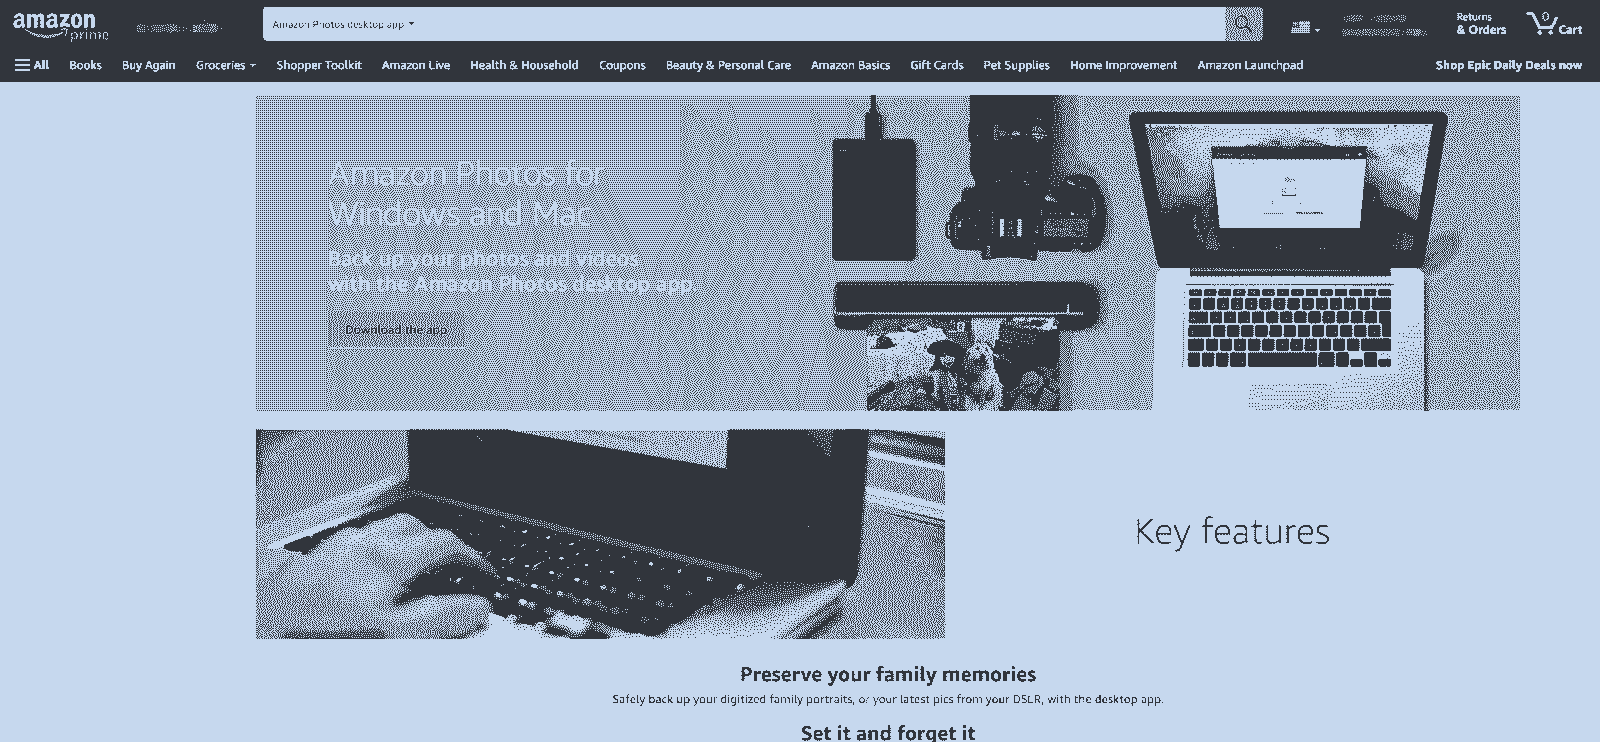 amazon
prime
Amazon Photos desktop app
Returns
& Orders
0
Cart
All Books Buy Again Groceries Shopper Toolkit Amazon Live Health & Household Coupons Beauty & Personal Care Amazon Basics Gift Cards Pet Supplies Home Improvement Amazon Launchpad Shop Epic Daily Deals now
Amazon Photos for
Windows and Mac
Back up your photos and videos
with the Amazon Photos desktop app.
Download the app
Key features
Preserve your family memories
Safely back up your digitized family portraits, or your latest pics from your DSLR, with the desktop app.
Set it and forget it